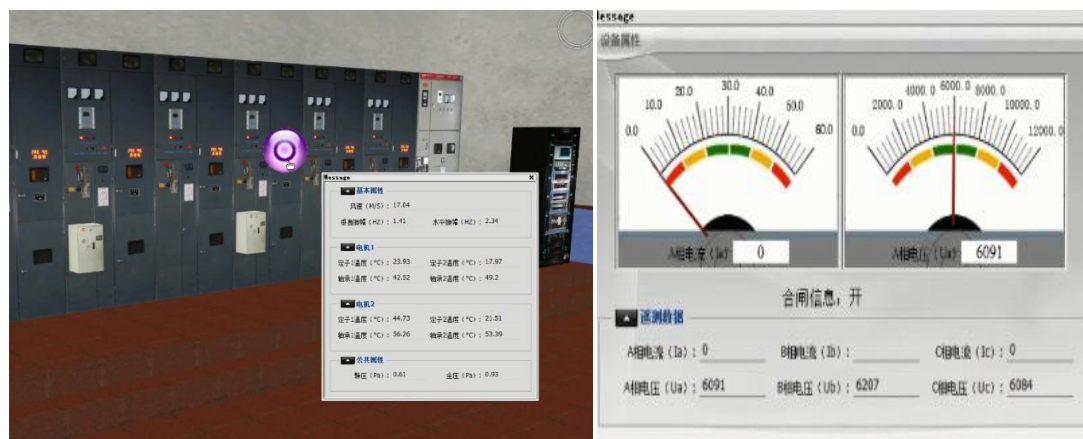 Message
基本属性
风速 (M/S) : 17.04
垂直振幅 (HZ) : 1.41 水平振幅 (HZ) : 2.34
电机1
定子1温度 (°C) : 23.93 定子2温度 (°C) : 17.97
轴承1温度 (°C) : 42.52 轴承2温度 (°C) : 49.2
电机2
定子1温度 (°C) : 44.73 定子2温度 (°C) : 21.51
轴承1温度 (°C) : 56.26 轴承2温度 (°C) : 53.39
公共属性
静压 (Pa) : 0.61 全压 (Pa) : 0.93
Message
设备属性
0.0 10.0 20.0 30.0 40.0 50.0 60.0
A相电流 (Ia) 0
0.0 2000.0 4000.0 6000.0 8000.0 10000.0 12000.0
A相电压 (Ua) 6091
合闸信息: 开
遥测数据
A相电流 (Ia) : 0 B相电流 (Ib) : C相电流 (Ic) : 0
A相电压 (Ua) : 6091 B相电压 (Ub) : 6207 C相电压 (Uc) : 6084